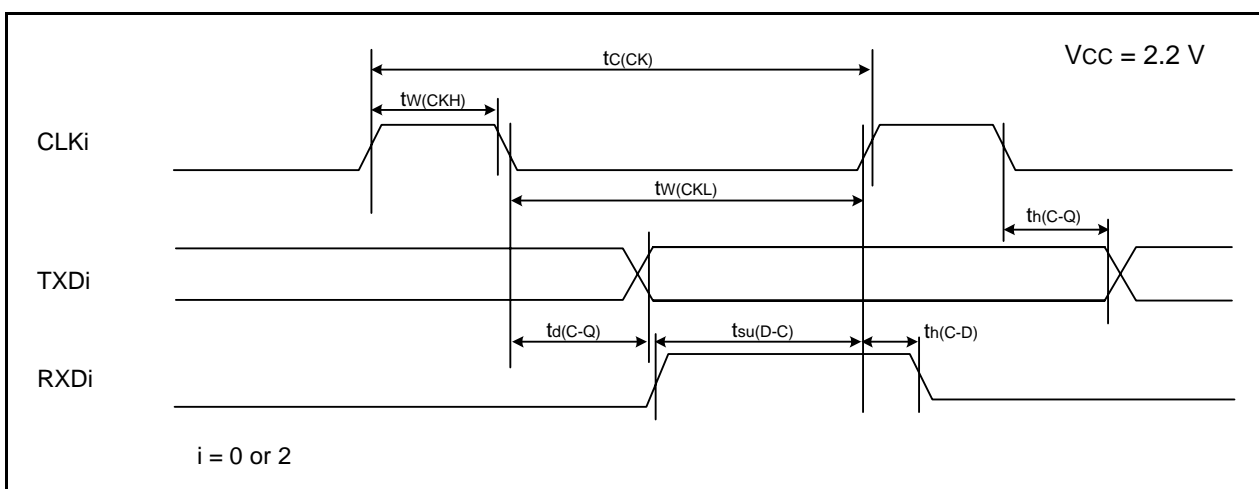 tC(CK)
VCC = 2.2 V
tW(CKH)
CLKi
tW(CKL)
th(C-Q)
TXDi
td(C-Q)
tsu(D-C)
th(C-D)
RXDi
i = 0 or 2